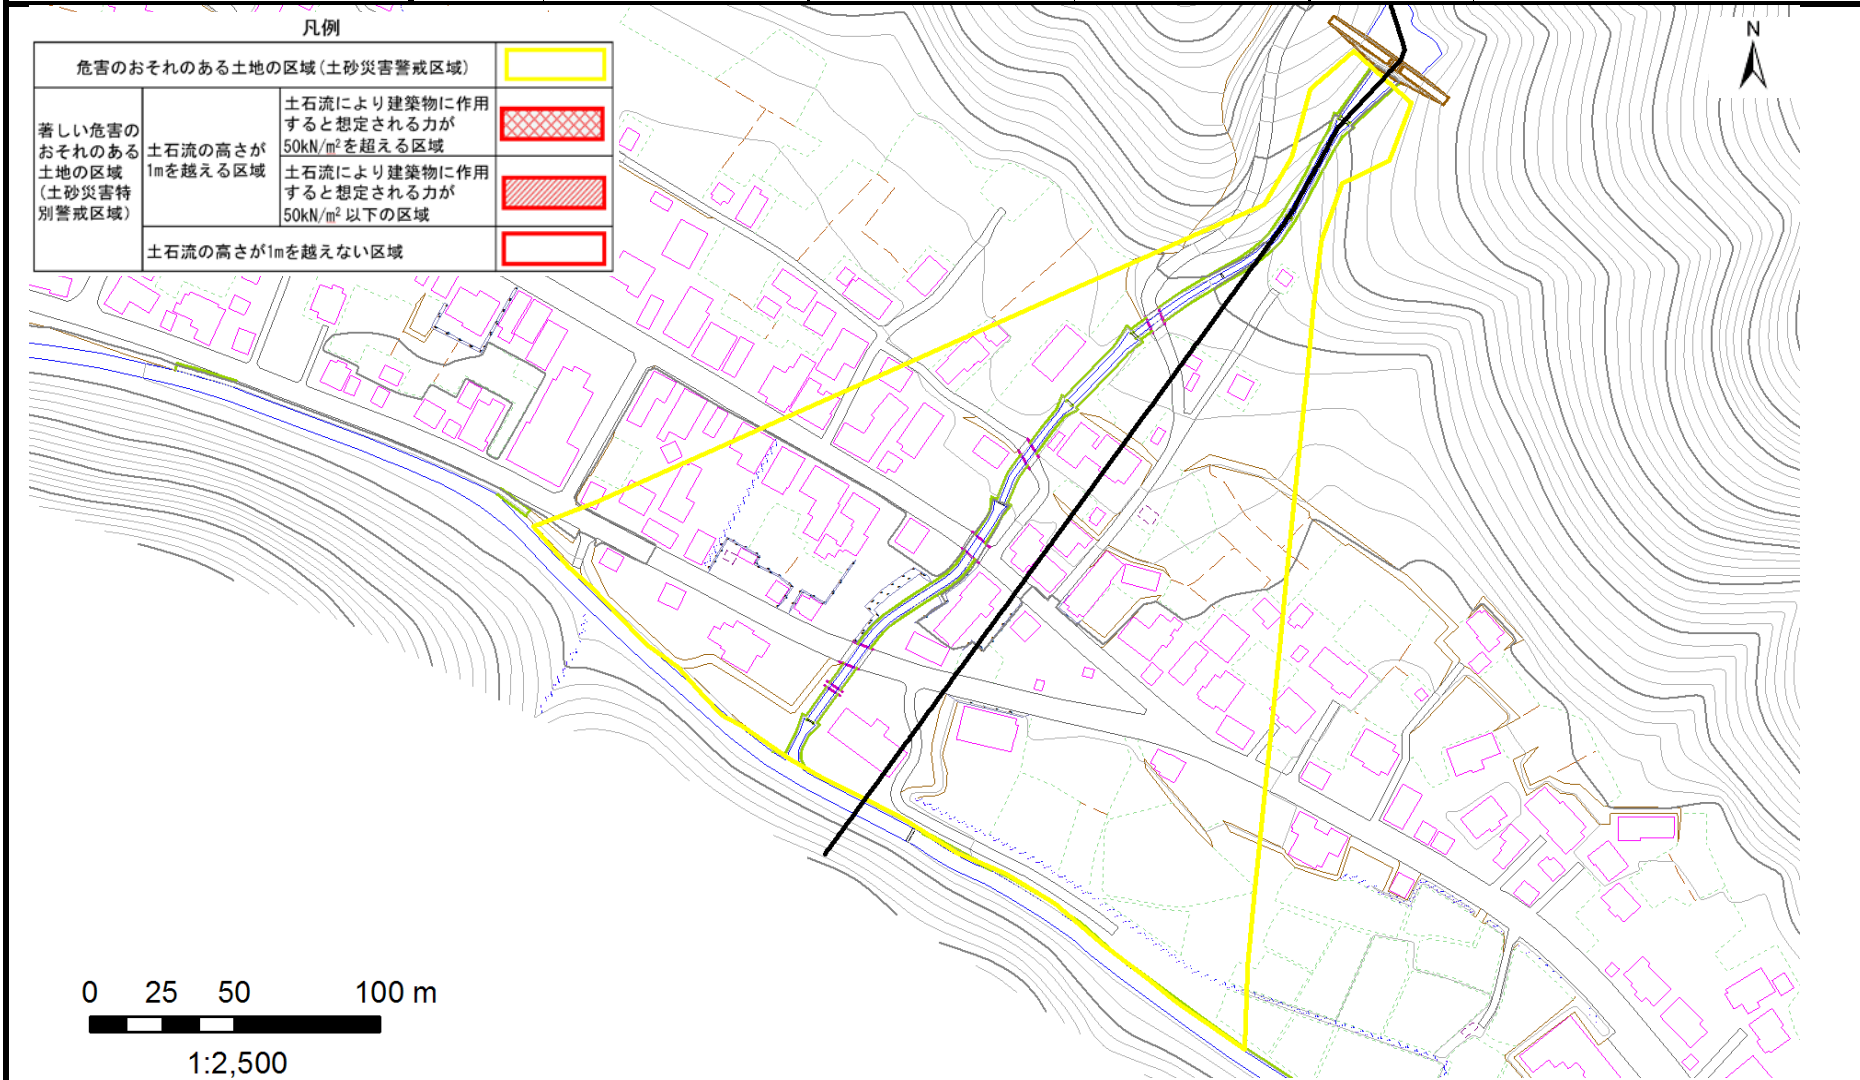 凡例
危害のおそれのある土地の区域(土砂災害警戒区域)
著しい危害の
おそれのある
土地の区域
(土砂災害特
別警戒区域)
土石流の高さが
1mを越える区域
土石流により建築物に作用
すると想定される力が
50kN/m²を超える区域
土石流により建築物に作用
すると想定される力が
50kN/m² 以下の区域
土石流の高さが1mを越えない区域
N
0 25 50 100 m
1:2,500